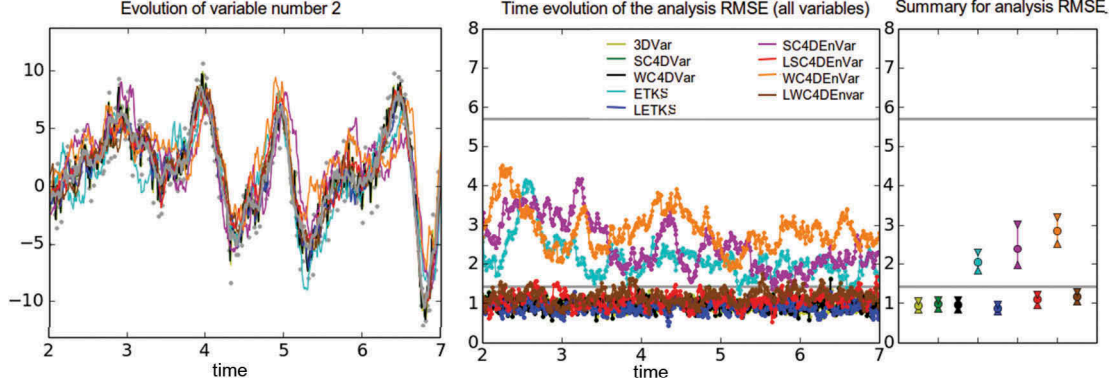 Evolution of variable number 2
10
5
0
−5
−10
2 3 4 5 6 7
time
Time evolution of the analysis RMSE (all variables)
8
7
6
5
4
3
2
1
0
3DVar
SC4DVar
WC4DVar
ETKS
LETKS
SC4DEnVar
LSC4DEnVar
WC4DEnVar
LWC4DEnvar
2 3 4 5 6 7
time
Summary for analysis RMSE
8
7
6
5
4
3
2
1
0